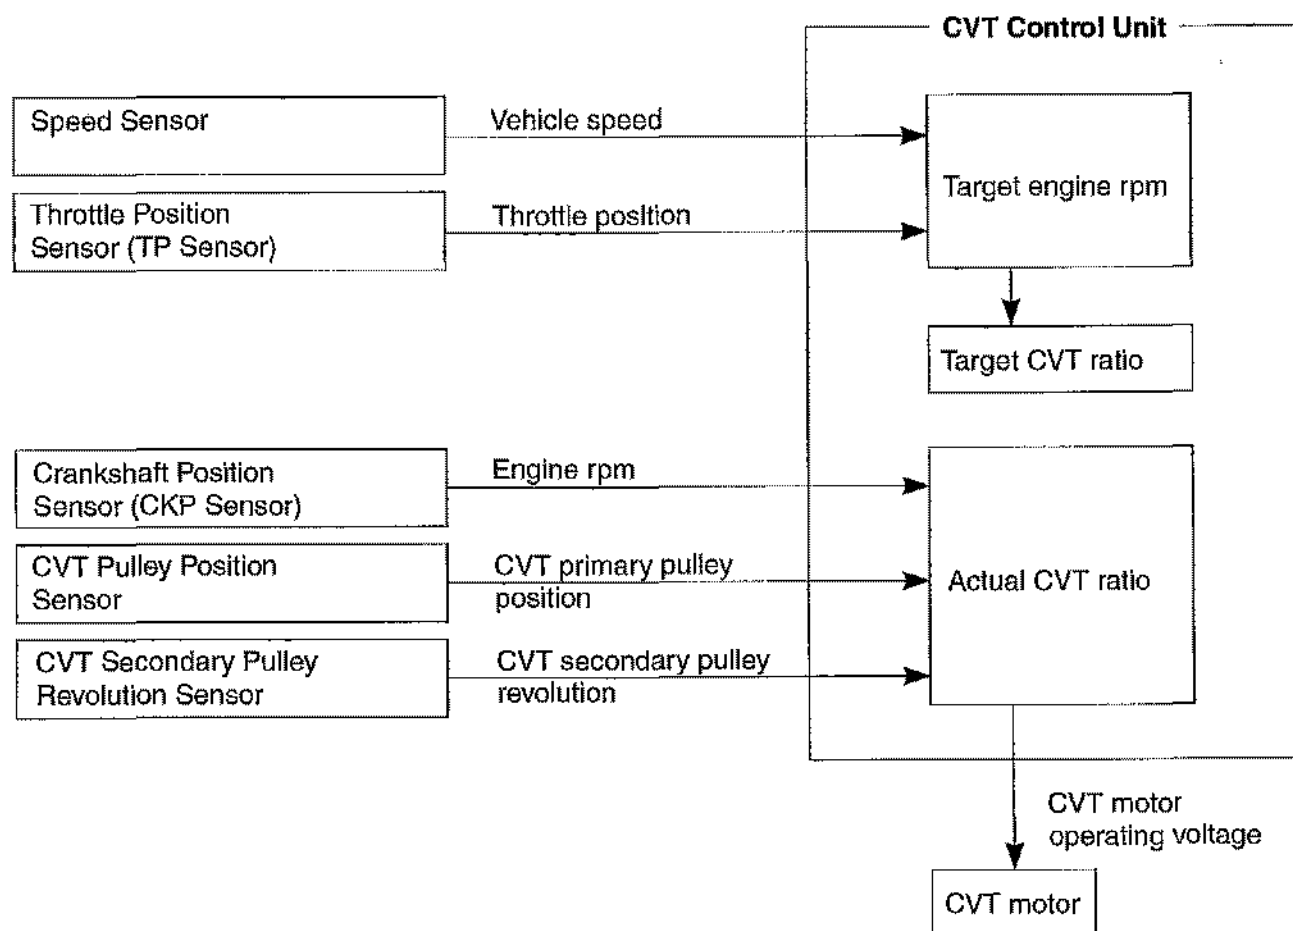 CVT Control Unit
Speed Sensor
Vehicle speed
Throttle Position
Sensor (TP Sensor)
Throttle position
Target engine rpm
Target CVT ratio
Crankshaft Position
Sensor (CKP Sensor)
Engine rpm
CVT Pulley Position
Sensor
CVT primary pulley
position
Actual CVT ratio
CVT Secondary Pulley
Revolution Sensor
CVT secondary pulley
revolution
CVT motor
operating voltage
CVT motor